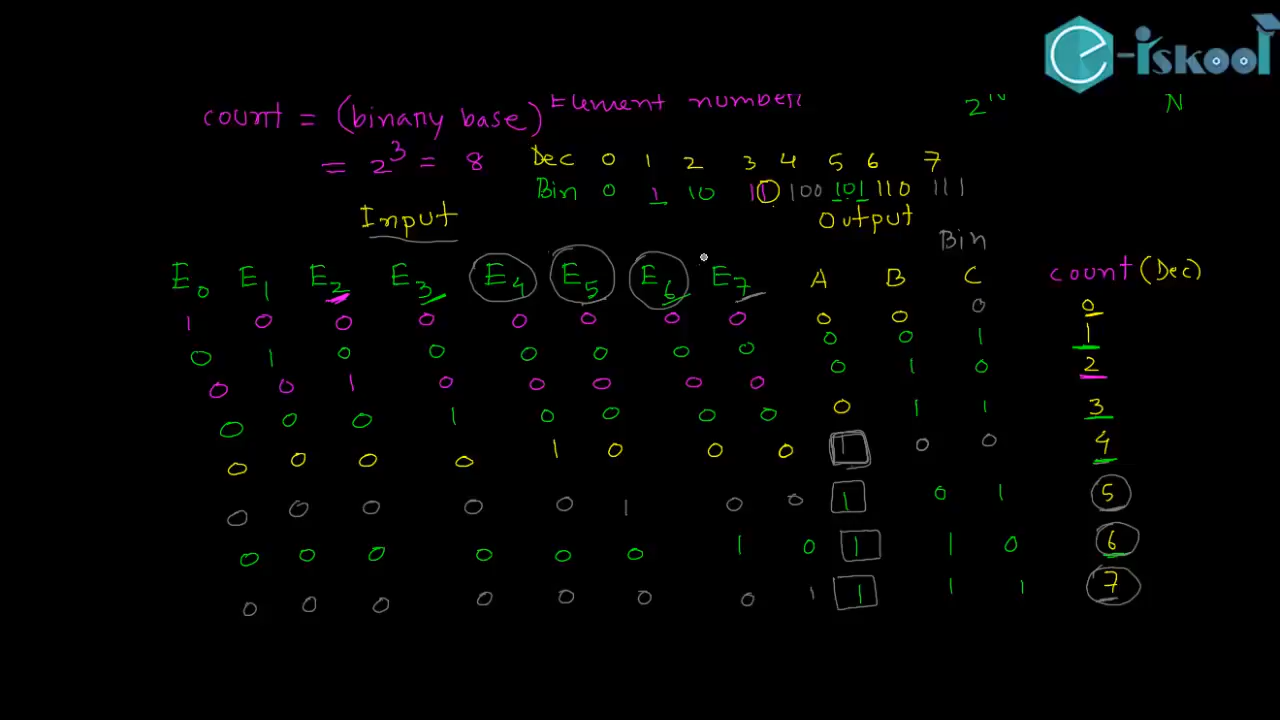 e-iskool
count = (binary base)^Element number 2^N N
= 2^3 = 8 Dec 0 1 2 3 4 5 6 7
Bin 0 1 10 11 100 101 110 111
Input Output
Bin
E0 E1 E2 E3 E4 E5 E6 E7 A B C count (Dec)
1 0 0 0 0 0 0 0 0 0 0 0
0 1 0 0 0 0 0 0 0 0 1 1
0 0 1 0 0 0 0 0 0 1 0 2
0 0 0 1 0 0 0 0 0 1 1 3
0 0 0 0 1 0 0 0 1 0 0 4
0 0 0 0 0 1 0 0 1 0 1 5
0 0 0 0 0 0 1 0 1 1 0 6
0 0 0 0 0 0 0 1 1 1 1 7